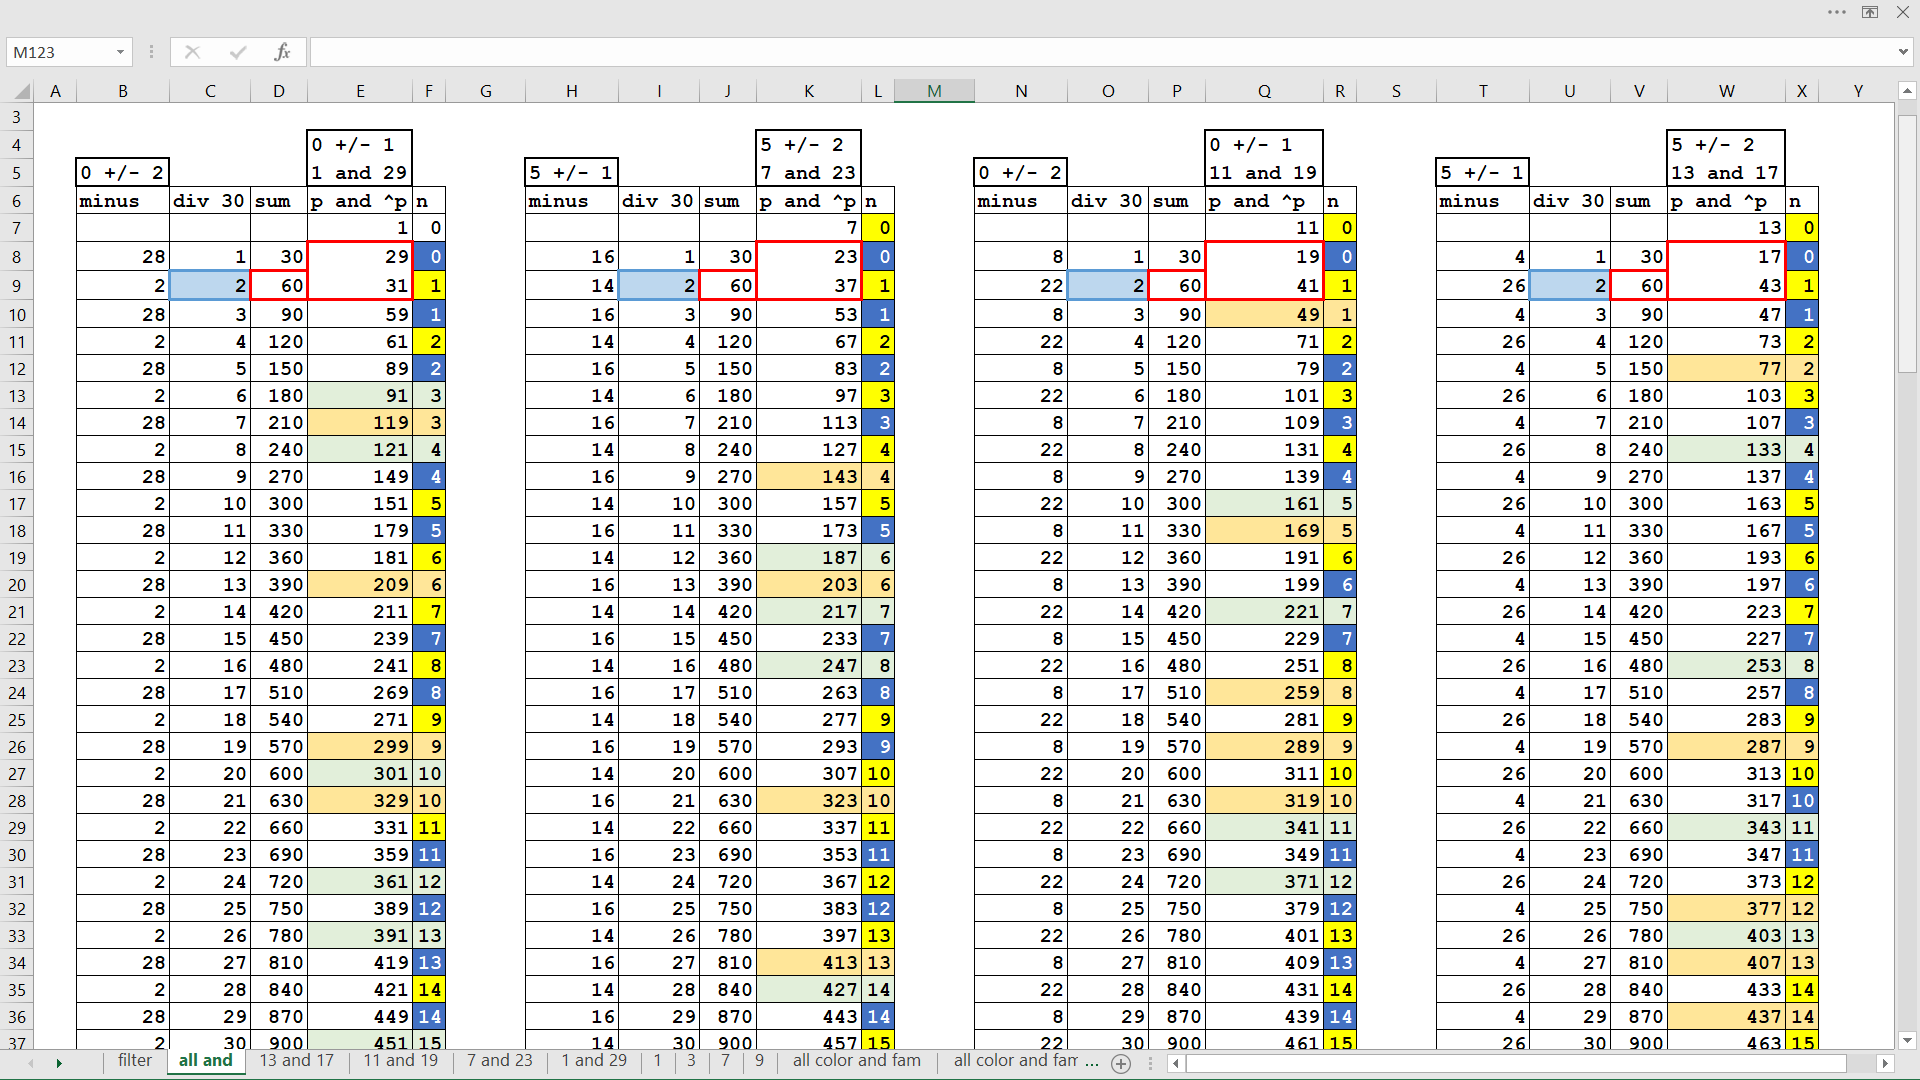 M123
fx
A B C D E F G H I J K L M N O P Q R S T U V W X Y
3
4 0 +/- 1 5 +/- 2 0 +/- 1 5 +/- 2
5 0 +/- 2 1 and 29 5 +/- 1 7 and 23 0 +/- 2 11 and 19 5 +/- 1 13 and 17
6 minus div 30 sum p and ^p n minus div 30 sum p and ^p n minus div 30 sum p and ^p n minus div 30 sum p and ^p n
7 1 0 7 0 11 0 13 0
8 28 1 30 29 0 16 1 30 23 0 8 1 30 19 0 4 1 30 17 0
9 2 2 60 31 1 14 2 60 37 1 22 2 60 41 1 26 2 60 43 1
10 28 3 90 59 1 16 3 90 53 1 8 3 90 49 1 4 3 90 47 1
11 2 4 120 61 2 14 4 120 67 2 22 4 120 71 2 26 4 120 73 2
12 28 5 150 89 2 16 5 150 83 2 8 5 150 79 2 4 5 150 77 2
13 2 6 180 91 3 14 6 180 97 3 22 6 180 101 3 26 6 180 103 3
14 28 7 210 119 3 16 7 210 113 3 8 7 210 109 3 4 7 210 107 3
15 2 8 240 121 4 14 8 240 127 4 22 8 240 131 4 26 8 240 133 4
16 28 9 270 149 4 16 9 270 143 4 8 9 270 139 4 4 9 270 137 4
17 2 10 300 151 5 14 10 300 157 5 22 10 300 161 5 26 10 300 163 5
18 28 11 330 179 5 16 11 330 173 5 8 11 330 169 5 4 11 330 167 5
19 2 12 360 181 6 14 12 360 187 6 22 12 360 191 6 26 12 360 193 6
20 28 13 390 209 6 16 13 390 203 6 8 13 390 199 6 4 13 390 197 6
21 2 14 420 211 7 14 14 420 217 7 22 14 420 221 7 26 14 420 223 7
22 28 15 450 239 7 16 15 450 233 7 8 15 450 229 7 4 15 450 227 7
23 2 16 480 241 8 14 16 480 247 8 22 16 480 251 8 26 16 480 253 8
24 28 17 510 269 8 16 17 510 263 8 8 17 510 259 8 4 17 510 257 8
25 2 18 540 271 9 14 18 540 277 9 22 18 540 281 9 26 18 540 283 9
26 28 19 570 299 9 16 19 570 293 9 8 19 570 289 9 4 19 570 287 9
27 2 20 600 301 10 14 20 600 307 10 22 20 600 311 10 26 20 600 313 10
28 28 21 630 329 10 16 21 630 323 10 8 21 630 319 10 4 21 630 317 10
29 2 22 660 331 11 14 22 660 337 11 22 22 660 341 11 26 22 660 343 11
30 28 23 690 359 11 16 23 690 353 11 8 23 690 349 11 4 23 690 347 11
31 2 24 720 361 12 14 24 720 367 12 22 24 720 371 12 26 24 720 373 12
32 28 25 750 389 12 16 25 750 383 12 8 25 750 379 12 4 25 750 377 12
33 2 26 780 391 13 14 26 780 397 13 22 26 780 401 13 26 26 780 403 13
34 28 27 810 419 13 16 27 810 413 13 8 27 810 409 13 4 27 810 407 13
35 2 28 840 421 14 14 28 840 427 14 22 28 840 431 14 26 28 840 433 14
36 28 29 870 449 14 16 29 870 443 14 8 29 870 439 14 4 29 870 437 14
37 2 30 900 451 15 14 30 900 457 15 22 30 900 461 15 26 30 900 463 15
filter all and 13 and 17 11 and 19 7 and 23 1 and 29 1 3 7 9 all color and fam all color and fam ...